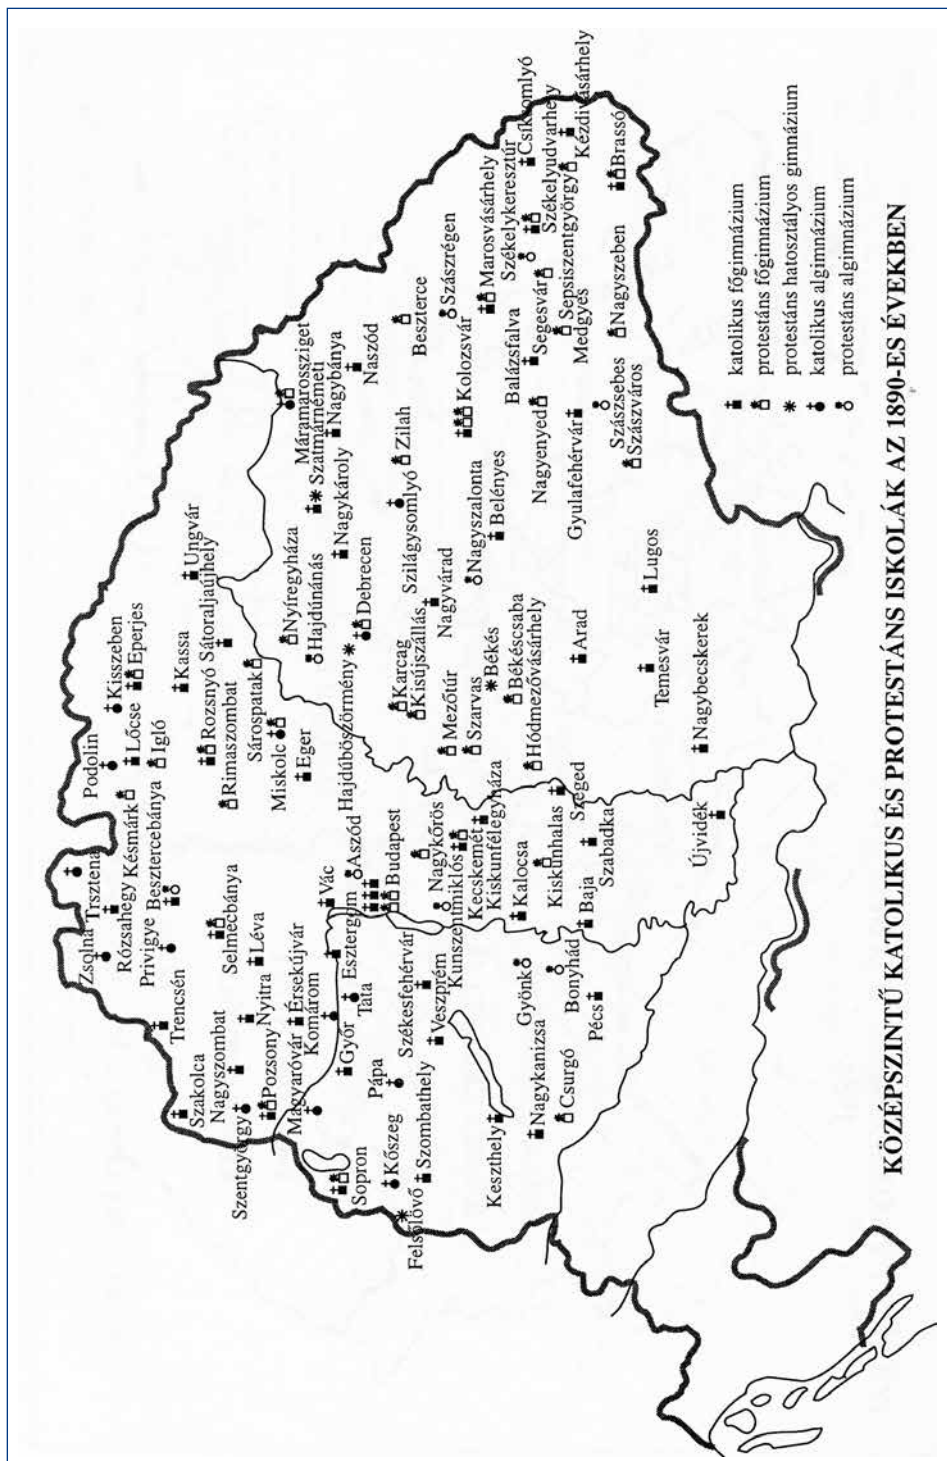 Podolin
Kisszeben
Zsolna
Trsztena
Késmárk
Lőcse
Eperjes
Rózsahegy
Besztercebánya
Igló
Privigye
Trencsén
Kassa
Ungvár
Rozsnyó
Sátoraljaújhely
Szakolca
Nagyszombat
Selmecbánya
Rimaszombat
Sárospatak
Léva
Miskolc
Nyíregyháza
Máramarossziget
Szentgyörgy
Pozsony
Nyitra
Eger
Hajdúnánás
Szatmárnémeti
Magyaróvár
Érsekújvár
Vác
Hajdúböszörmény
Nagykároly
Nagybánya
Komárom
Győr
Esztergom
Aszód
Debrecen
Naszód
Sopron
Tata
Budapest
Pápa
Kőszeg
Karcag
Szilágysomlyó
Zilah
Beszterce
Felsőlövő
Szombathely
Székesfehérvár
Veszprém
Nagykőrös
Kisújszállás
Nagyvárad
Szászrégen
Kunszentmiklós
Mezőtúr
Kecskemét
Szarvas
Nagyszalonta
Kolozsvár
Marosvásárhely
Kiskunfélegyháza
Békés
Belényes
Székelykeresztúr
Csíksomlyó
Keszthely
Kalocsa
Békéscsaba
Balázsfalva
Segesvár
Székelyudvarhely
Gyönk
Hódmezővásárhely
Nagyenyed
Sepsiszentgyörgy
Nagykanizsa
Kiskunhalas
Medgyes
Kézdivásárhely
Csurgó
Bonyhád
Szeged
Arad
Gyulafehérvár
Pécs
Baja
Szabadka
Szászsebes
Nagyszeben
Brassó
Szászváros
Temesvár
Lugos
Újvidék
Nagybecskerek
katolikus főgimnázium
protestáns főgimnázium
protestáns hatosztályos gimnázium
katolikus algimnázium
protestáns algimnázium
KÖZÉPSZINTŰ KATOLIKUS ÉS PROTESTÁNS ISKOLÁK AZ 1890-ES ÉVEKBEN